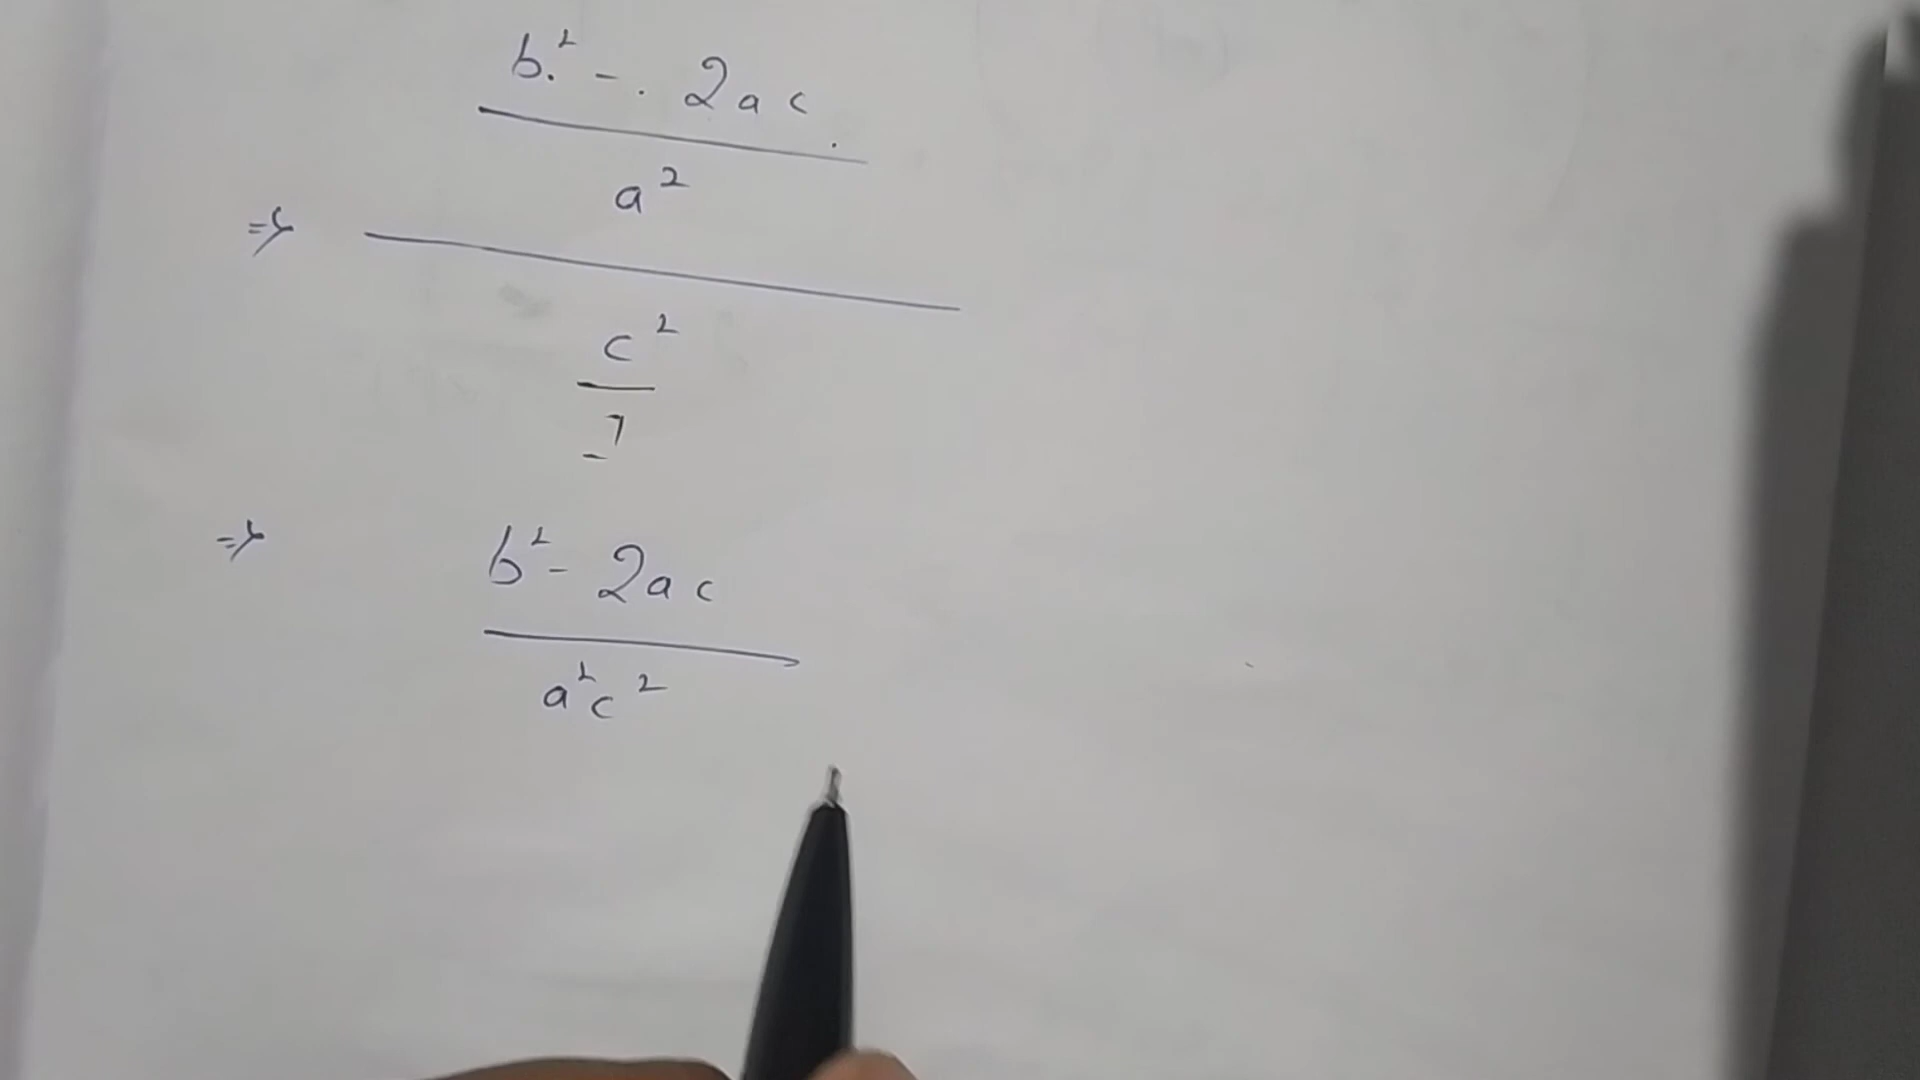 b² - 2ac
a²
⇒
c²
1
⇒ b² - 2ac
a²c²